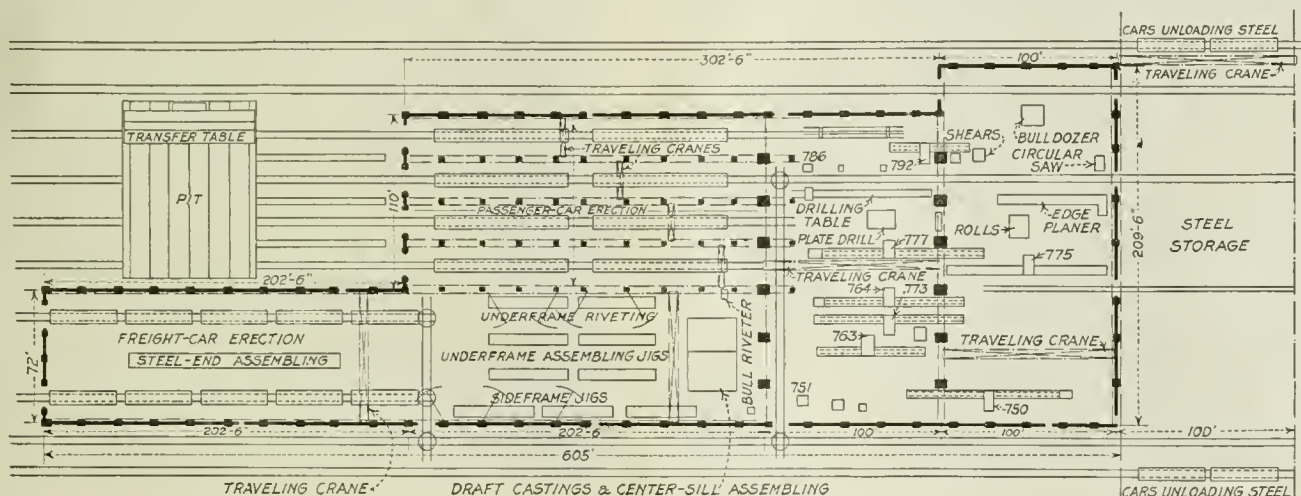 CARS UNLOADING STEEL
302'-6"
100'
TRAVELING CRANE
TRANSFER TABLE
PIT
TRAVELING CRANES
SHEARS
BULLDOZER
CIRCULAR
SAW
786
792
110'
PASSENGER-CAR ERECTION
DRILLING
TABLE
EDGE
PLANER
ROLLS
STEEL
STORAGE
209'-6"
PLATE DRILL
777
775
TRAVELING CRANE
202'-6"
764
773
UNDERFRAME RIVETING
FREIGHT-CAR ERECTION
STEEL-END ASSEMBLING
72'
UNDERFRAME ASSEMBLING JIGS
BULL RIVETER
763
TRAVELING CRANE
SIDEFRAME JIGS
751
750
202'-6
202'-6
100'
100'
100'
605'
TRAVELING CRANE
DRAFT CASTINGS & CENTER-SILL ASSEMBLING
CARS UNLOADING STEEL